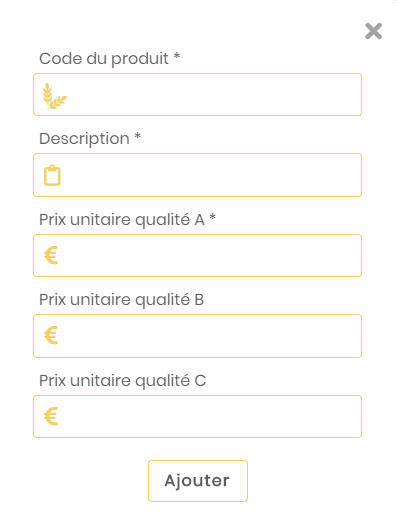 Code du produit *
Description *
Prix unitaire qualité A *
€
Prix unitaire qualité B
€
Prix unitaire qualité C
€
Ajouter